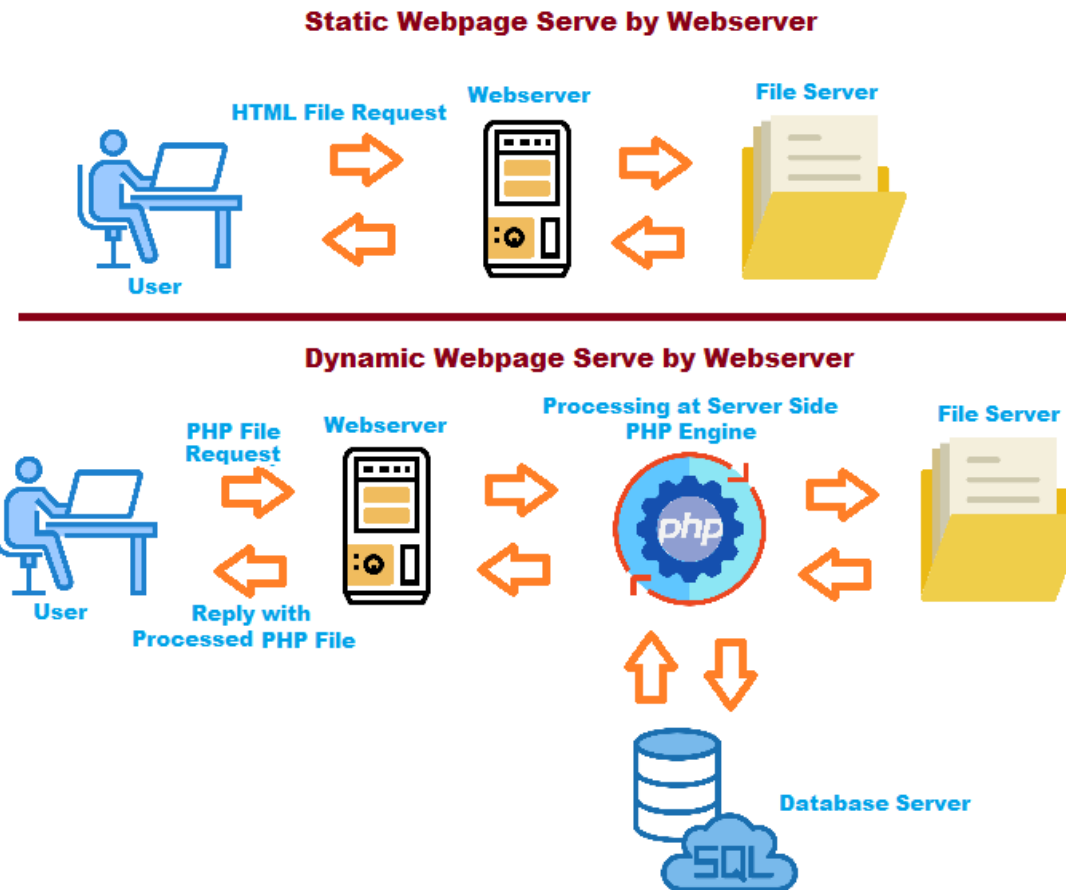 Static Webpage Serve by Webserver
HTML File Request
Webserver
File Server
User
Dynamic Webpage Serve by Webserver
PHP File
Request
Webserver
Processing at Server Side
PHP Engine
File Server
php
User
Reply with
Processed PHP File
Database Server
SQL